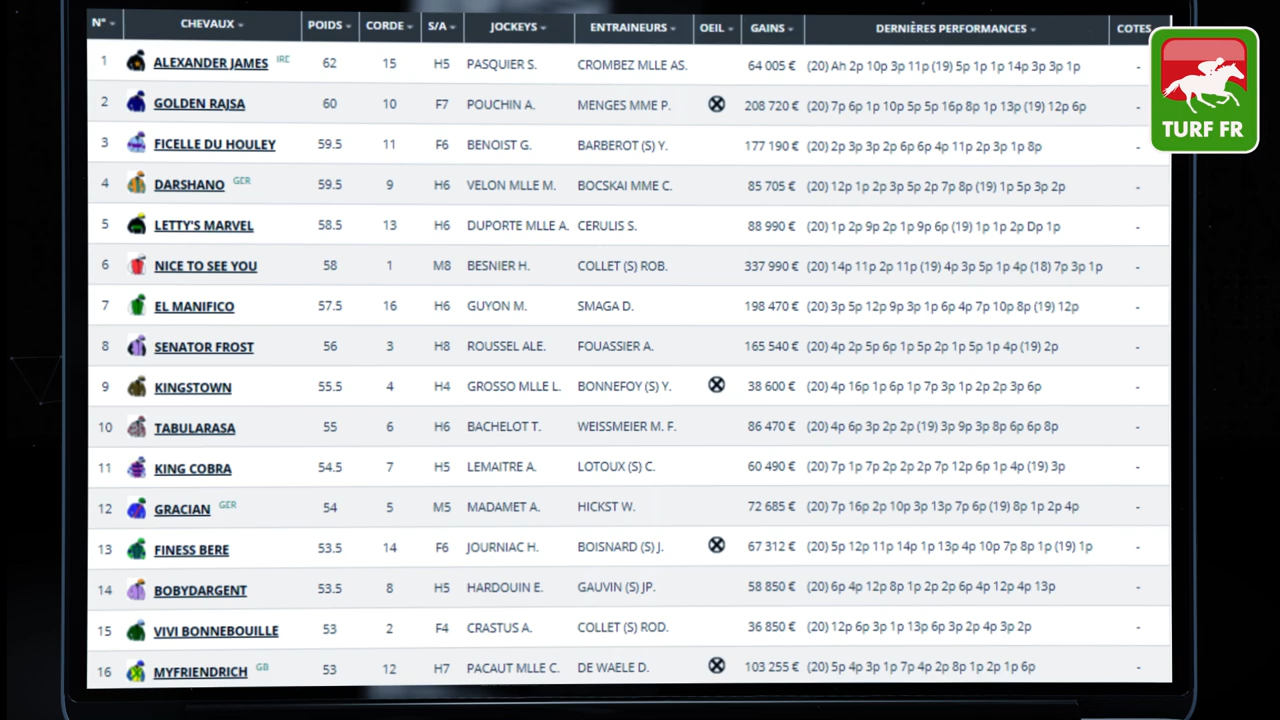 N° CHEVAUX POIDS CORDE S/A JOCKEYS ENTRAINEURS OEIL GAINS DERNIÈRES PERFORMANCES COTES
1 ALEXANDER JAMES IRE 62 15 H5 PASQUIER S. CROMBEZ MLLE AS. 64 005 € (20) Ah 2p 10p 3p 11p (19) 5p 1p 1p 14p 3p 3p 1p -
2 GOLDEN RAJSA 60 10 F7 POUCHIN A. MENGES MME P. 208 720 € (20) 7p 6p 1p 10p 5p 5p 16p 8p 1p 13p (19) 12p 6p -
3 FICELLE DU HOULEY 59.5 11 F6 BENOIST G. BARBEROT (S) Y. 177 190 € (20) 2p 3p 3p 2p 6p 6p 4p 11p 2p 3p 1p 8p -
4 DARSHANO GER 59.5 9 H6 VELON MLLE M. BOCSKAI MME C. 85 705 € (20) 12p 1p 2p 3p 5p 2p 7p 8p (19) 1p 5p 3p 2p -
5 LETTY'S MARVEL 58.5 13 H6 DUPORTE MLLE A. CERULIS S. 88 990 € (20) 1p 2p 9p 2p 1p 9p 6p (19) 1p 1p 2p Dp 1p -
6 NICE TO SEE YOU 58 1 M8 BESNIER H. COLLET (S) ROB. 337 990 € (20) 14p 11p 2p 11p (19) 4p 3p 5p 1p 4p (18) 7p 3p 1p -
7 EL MANIFICO 57.5 16 H6 GUYON M. SMAGA D. 198 470 € (20) 3p 5p 12p 9p 3p 1p 6p 4p 7p 10p 8p (19) 12p -
8 SENATOR FROST 56 3 H8 ROUSSEL ALE. FOUASSIER A. 165 540 € (20) 4p 2p 5p 6p 1p 5p 2p 1p 5p 1p 4p (19) 2p -
9 KINGSTOWN 55.5 4 H4 GROSSO MLLE L. BONNEFOY (S) Y. 38 600 € (20) 4p 16p 1p 6p 1p 7p 3p 1p 2p 2p 3p 6p -
10 TABULARASA 55 6 H6 BACHELOT T. WEISSMEIER M. F. 86 470 € (20) 4p 6p 3p 2p 2p (19) 3p 9p 3p 8p 6p 6p 8p -
11 KING COBRA 54.5 7 H5 LEMAITRE A. LOTOUX (S) C. 60 490 € (20) 7p 1p 7p 2p 2p 2p 7p 12p 6p 1p 4p (19) 3p -
12 GRACIAN GER 54 5 M5 MADAMET A. HICKST W. 72 685 € (20) 7p 16p 2p 10p 3p 13p 7p 6p (19) 8p 1p 2p 4p -
13 FINESS BERE 53.5 14 F6 JOURNIAC H. BOISNARD (S) J. 67 312 € (20) 5p 12p 11p 14p 1p 13p 4p 10p 7p 8p 1p (19) 1p -
14 BOBYDARGENT 53.5 8 H5 HARDOUIN E. GAUVIN (S) JP. 58 850 € (20) 6p 4p 12p 8p 1p 2p 2p 6p 4p 12p 4p 13p -
15 VIVI BONNEBOUILLE 53 2 F4 CRASTUS A. COLLET (S) ROD. 36 850 € (20) 12p 6p 3p 1p 13p 6p 3p 2p 4p 3p 2p -
16 MYFRIENDRICH GB 53 12 H7 PACAUT MLLE C. DE WAELE D. 103 255 € (20) 5p 4p 3p 1p 7p 4p 2p 8p 1p 2p 1p 6p -
TURF FR